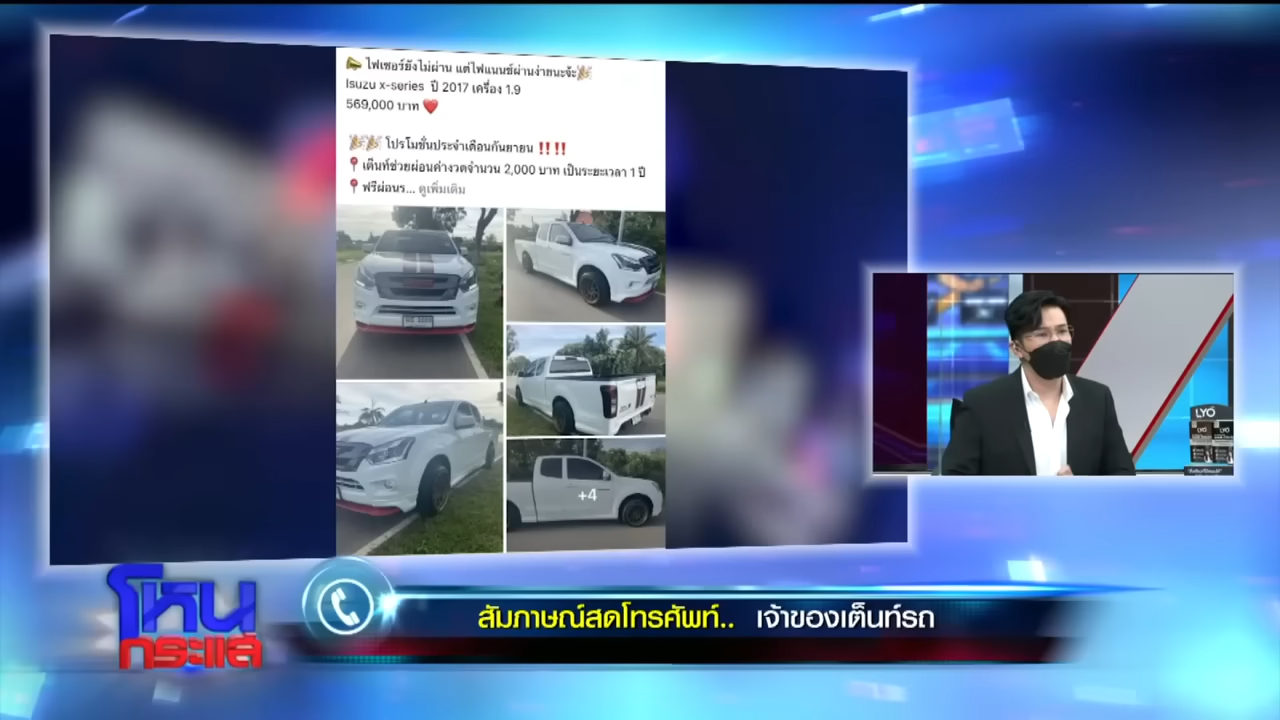 📣 ไฟเซอร์ยังไม่ผ่าน แต่ไฟแนนซ์ผ่านง่ายนะจ้ะ🎉
Isuzu x-series ปี 2017 เครื่อง 1.9
569,000 บาท ❤️
🎉🎉 โปรโมชั่นประจำเดือนกันยายน ‼️‼️
📍เต็นท์ช่วยผ่อนค่างวดจำนวน 2,000 บาท เป็นระยะเวลา 1 ปี
📍ฟรีผ่อนร... ดูเพิ่มเติม
+4
LYO
LYO LYO
โหนกระแส
สัมภาษณ์สดโทรศัพท์.. เจ้าของเต็นท์รถ